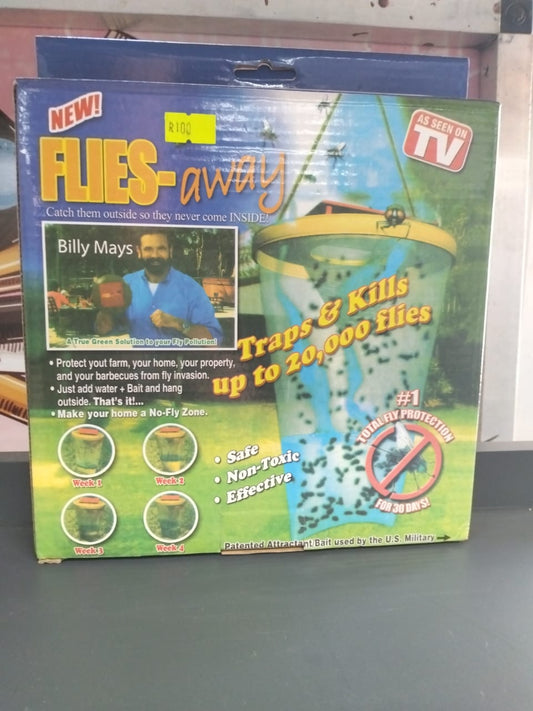 NEW!
R100
AS SEEN ON
TV
FLIES-away
Catch them outside so they never come INSIDE!
Billy Mays
A True Green Solution to your Fly Pollution!
Traps & Kills
up to 20,000 flies
• Protect yout farm, your home, your property,
and your barbecues from fly invasion.
• Just add water + Bait and hang
outside. That's it!...
• Make your home a No-Fly Zone.
#1
TOTAL FLY PROTECTION
FOR 30 DAYS!
• Safe
• Non-Toxic
• Effective
Week 1
Week 2
Week 3
Week 4
Patented Attractant/Bait used by the U.S. Military